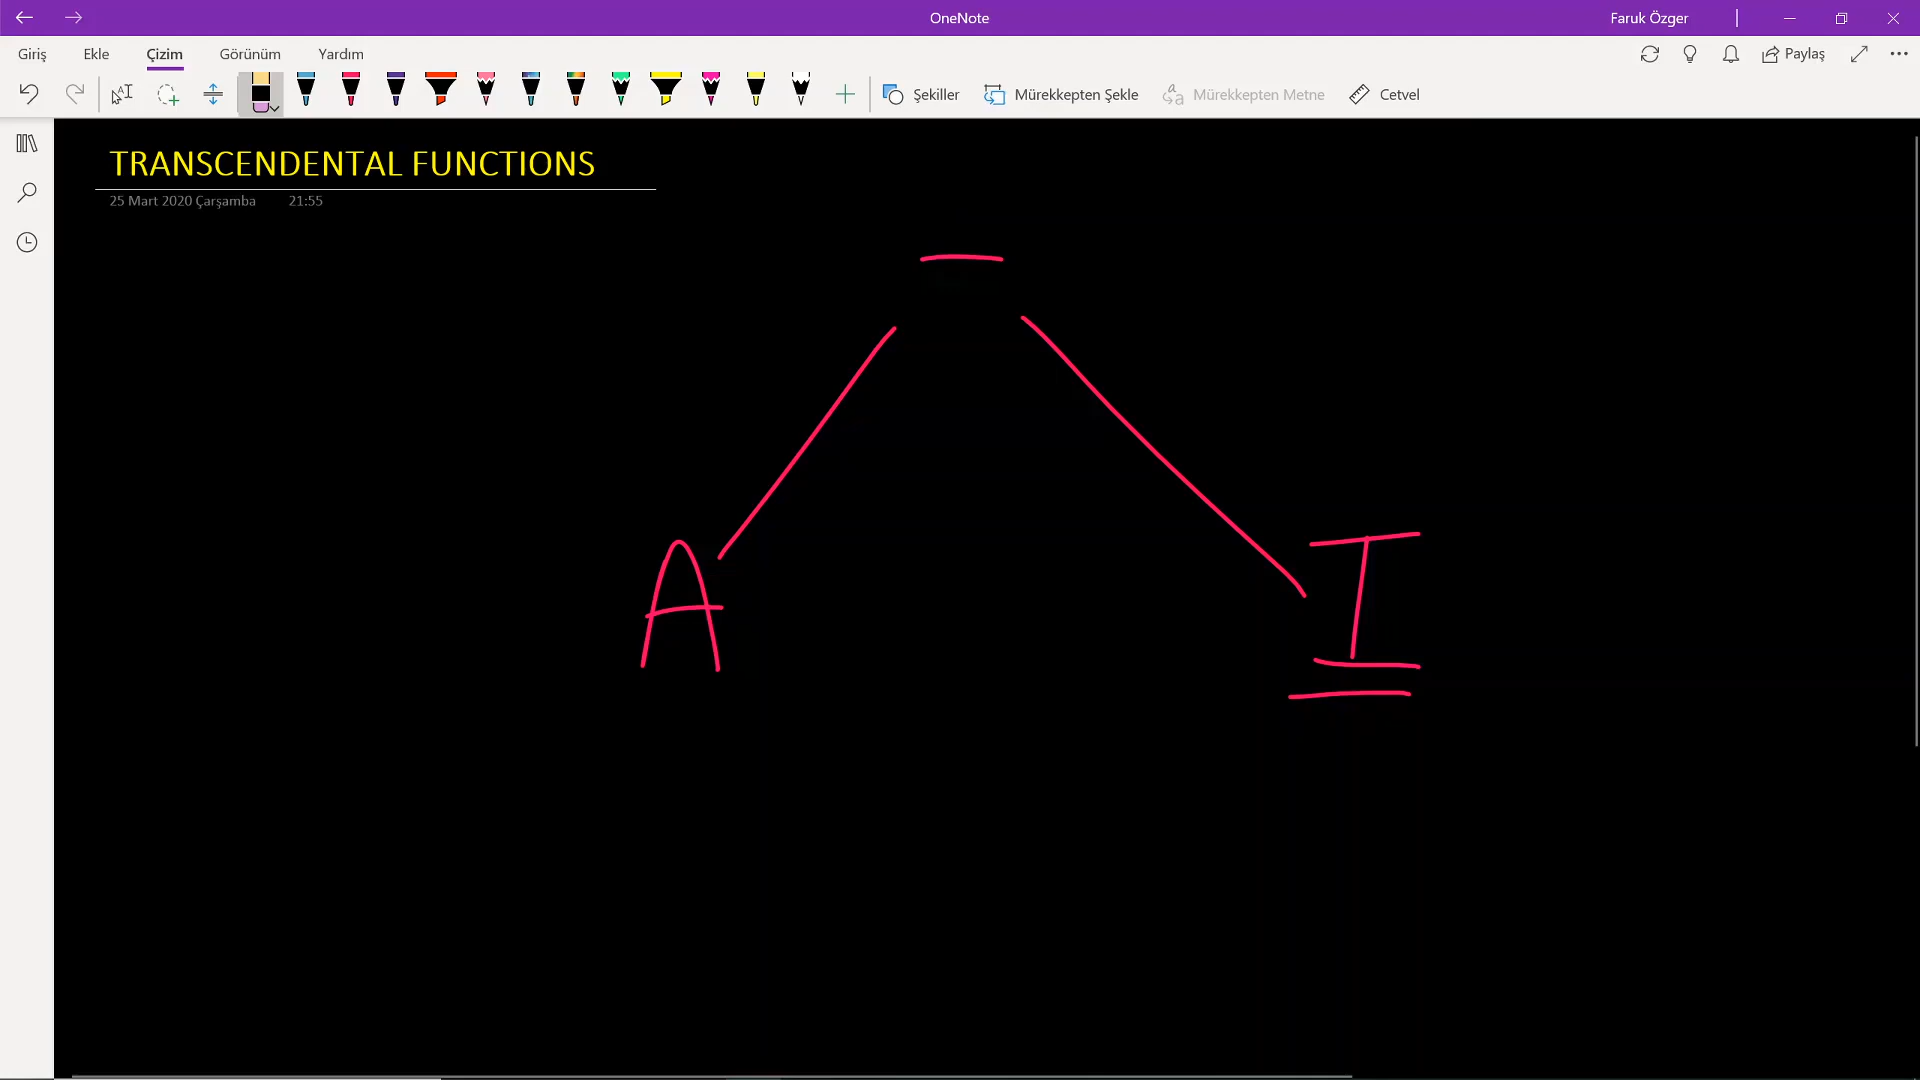 OneNote
Faruk Özger
Giriş Ekle Çizim Görünüm Yardım
Paylaş
Şekiller Mürekkepten Şekle Mürekkepten Metne Cetvel
TRANSCENDENTAL FUNCTIONS
25 Mart 2020 Çarşamba 21:55
A I